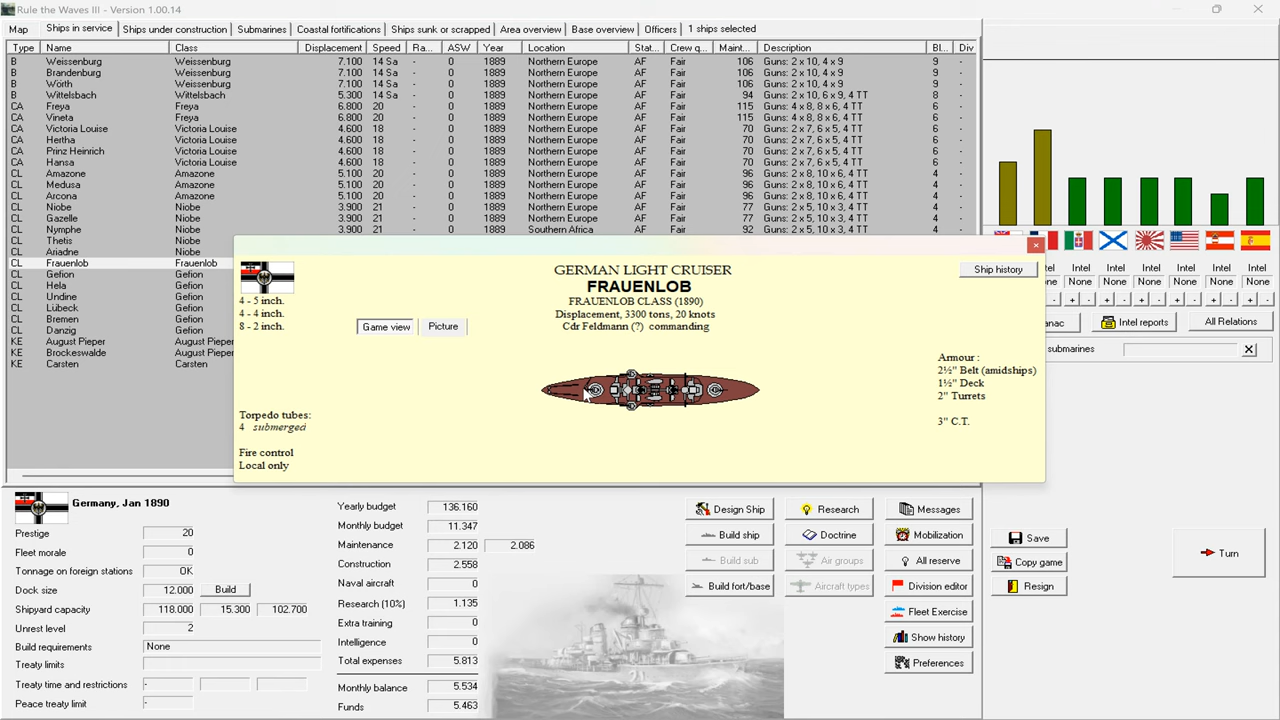 Rule the Waves III - Version 1.00.14
Map Ships in service Ships under construction Submarines Coastal fortifications Ships sunk or scrapped Area overview Base overview Officers 1 ships selected
Type Name Class Displacement Speed Ra... ASW Year Location Stat... Crew q... Maint... Description Bl... Div
B Weissenburg Weissenburg 7.100 14 Sa - 0 1889 Northern Europe AF Fair 106 Guns: 2 x 10, 4 x 9 9 -
B Brandenburg Weissenburg 7.100 14 Sa - 0 1889 Northern Europe AF Fair 106 Guns: 2 x 10, 4 x 9 9 -
B Wörth Weissenburg 7.100 14 Sa - 0 1889 Northern Europe AF Fair 106 Guns: 2 x 10, 4 x 9 9 -
B Wittelsbach Wittelsbach 5.300 14 Sa - 0 1889 Northern Europe AF Fair 94 Guns: 2 x 10, 6 x 9, 4 TT 8 -
CA Freya Freya 6.800 20 - 0 1889 Northern Europe AF Fair 115 Guns: 4 x 8, 8 x 6, 4 TT 6 -
CA Vineta Freya 6.800 20 - 0 1889 Northern Europe AF Fair 115 Guns: 4 x 8, 8 x 6, 4 TT 6 -
CA Victoria Louise Victoria Louise 4.600 18 - 0 1889 Northern Europe AF Fair 70 Guns: 2 x 7, 6 x 5, 4 TT 6 -
CA Hertha Victoria Louise 4.600 18 - 0 1889 Northern Europe AF Fair 70 Guns: 2 x 7, 6 x 5, 4 TT 6 -
CA Prinz Heinrich Victoria Louise 4.600 18 - 0 1889 Northern Europe AF Fair 70 Guns: 2 x 7, 6 x 5, 4 TT 6 -
CA Hansa Victoria Louise 4.600 18 - 0 1889 Northern Europe AF Fair 70 Guns: 2 x 7, 6 x 5, 4 TT 6 -
CL Amazone Amazone 5.100 20 - 0 1889 Northern Europe AF Fair 96 Guns: 2 x 8, 10 x 6, 4 TT 4 -
CL Medusa Amazone 5.100 20 - 0 1889 Northern Europe AF Fair 96 Guns: 2 x 8, 10 x 6, 4 TT 4 -
CL Arcona Amazone 5.100 20 - 0 1889 Northern Europe AF Fair 96 Guns: 2 x 8, 10 x 6, 4 TT 4 -
CL Niobe Niobe 3.900 21 - 0 1889 Northern Europe AF Fair 77 Guns: 2 x 5, 10 x 3, 4 TT 4 -
CL Gazelle Niobe 3.900 21 - 0 1889 Northern Europe AF Fair 77 Guns: 2 x 5, 10 x 3, 4 TT 4 -
CL Nymphe Niobe 3.900 21 - 0 1889 Southern Africa AF Fair 92 Guns: 2 x 5, 10 x 3, 4 TT 4 -
CL Thetis Niobe
CL Ariadne Niobe
CL Frauenlob Frauenlob
CL Gefion Gefion
CL Hela Gefion
CL Undine Gefion
CL Lübeck Gefion
CL Bremen Gefion
CL Danzig Gefion
KE August Pieper August Pieper
KE Brockeswalde August Pieper
KE Carsten Carsten
GERMAN LIGHT CRUISER
FRAUENLOB
FRAUENLOB CLASS (1890)
Displacement, 3300 tons, 20 knots
Cdr Feldmann (?) commanding
Ship history
4 - 5 inch.
4 - 4 inch.
8 - 2 inch.
Game view Picture
Armour :
2½" Belt (amidships)
1½" Deck
2" Turrets
3" C.T.
Torpedo tubes:
4 submerged
Fire control
Local only
Intel Intel Intel Intel Intel Intel Intel
None None None None None None None
- + - + - + - + - + - + - + -
anac Intel reports All Relations
submarines X
Germany, Jan 1890
Prestige 20
Fleet morale 0
Tonnage on foreign stations OK
Dock size 12.000 Build
Shipyard capacity 118.000 15.300 102.700
Unrest level 2
Build requirements None
Treaty limits
Treaty time and restrictions -
Peace treaty limit -
Yearly budget 136.160
Monthly budget 11.347
Maintenance 2.120 2.086
Construction 2.558
Naval aircraft 0
Research (10%) 1.135
Extra training 0
Intelligence 0
Total expenses 5.813
Monthly balance 5.534
Funds 5.463
Design Ship Research Messages
Build ship Doctrine Mobilization
Build sub Air groups All reserve
Build fort/base Aircraft types Division editor
Fleet Exercise
Show history
Preferences
Save
Copy game
Resign
Turn